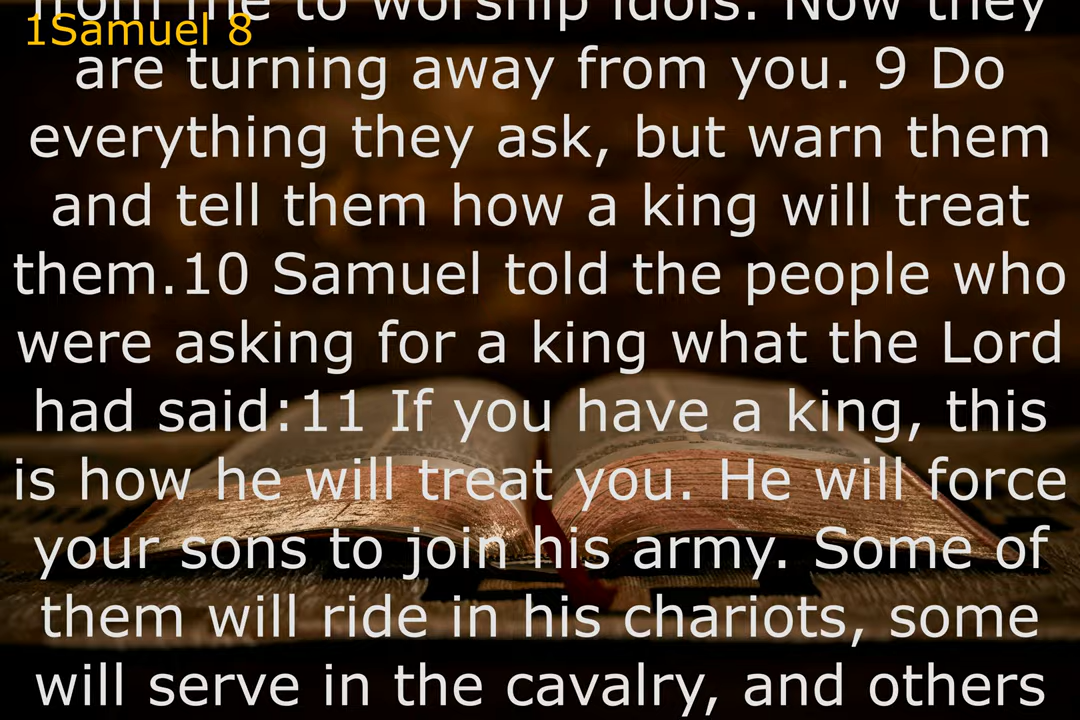 from me to worship idols. Now they
1Samuel 8
are turning away from you. 9 Do
everything they ask, but warn them
and tell them how a king will treat
them.10 Samuel told the people who
were asking for a king what the Lord
had said:11 If you have a king, this
is how he will treat you. He will force
your sons to join his army. Some of
them will ride in his chariots, some
will serve in the cavalry, and others